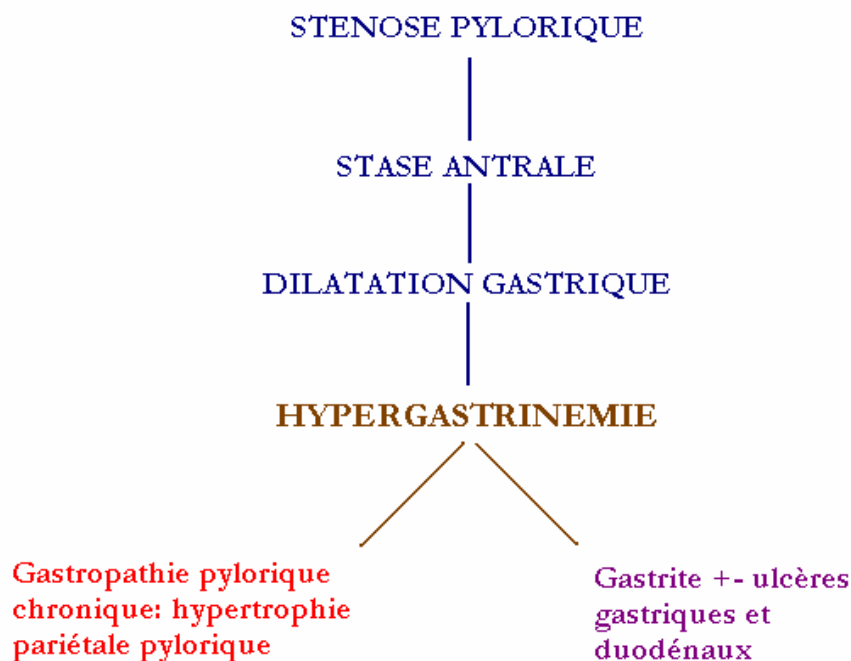 STENOSE PYLORIQUE
STASE ANTRALE
DILATATION GASTRIQUE
HYPERGASTRINEMIE
Gastropathie pylorique
chronique: hypertrophie
pariétale pylorique
Gastrite +- ulcères
gastriques et
duodénaux